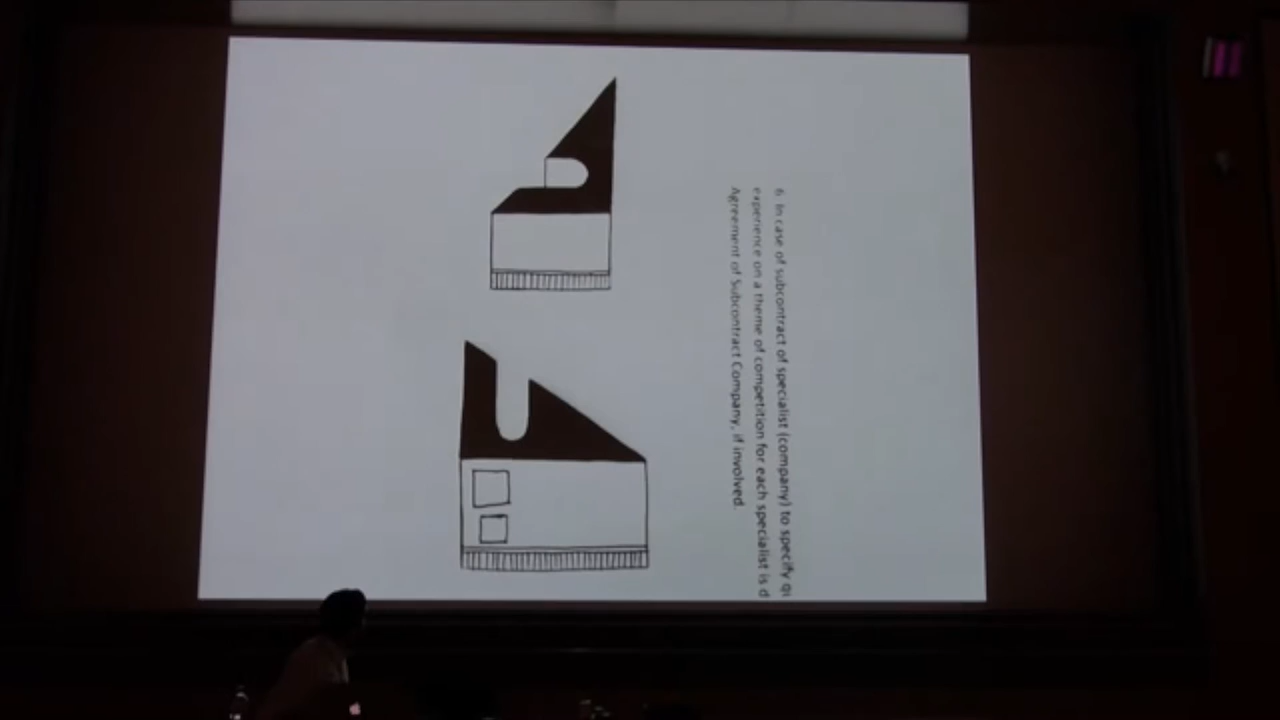 6. In case of subcontract of specialist (company) to specify
experience on a theme of competition for each specialist is
Agreement of Subcontract Company, if involved.